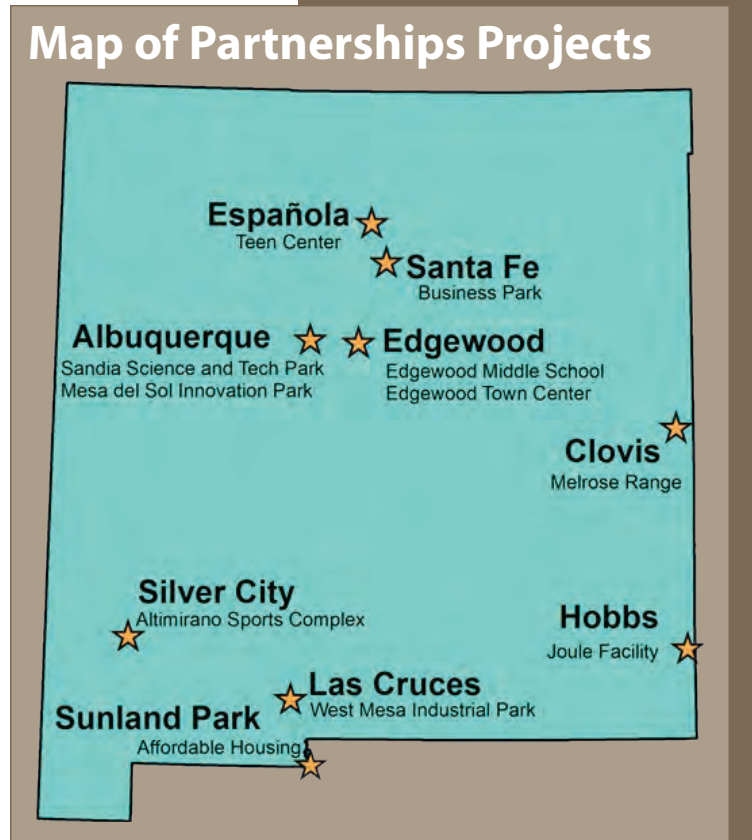 Map of Partnerships Projects
Española
Teen Center
Santa Fe
Business Park
Albuquerque
Sandia Science and Tech Park
Mesa del Sol Innovation Park
Edgewood
Edgewood Middle School
Edgewood Town Center
Clovis
Melrose Range
Silver City
Altimirano Sports Complex
Hobbs
Joule Facility
Las Cruces
West Mesa Industrial Park
Sunland Park
Affordable Housing